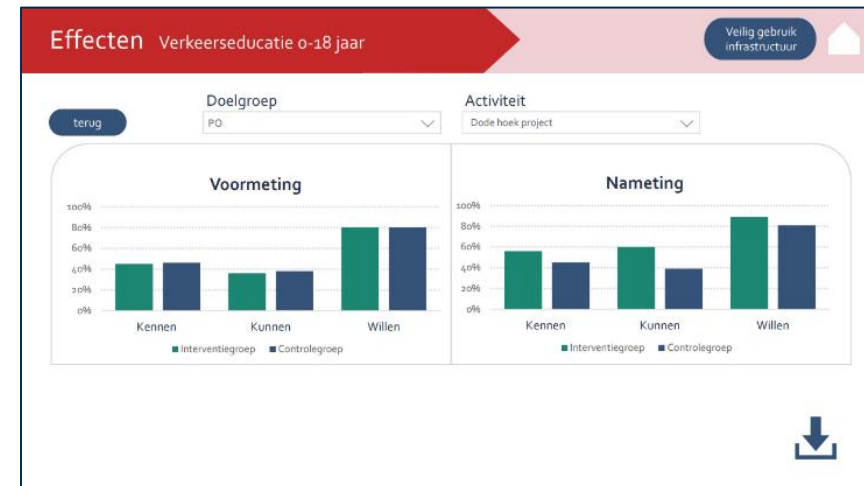 Effecten Verkeerseducatie 0-18 jaar
Veilig gebruik
infrastructuur
terug
Doelgroep
PO
Activiteit
Dode hoek project
Voormeting
100%
80%
60%
40%
20%
0%
Kennen Kunnen Willen
Interventiegroep Controlegroep
Nameting
100%
80%
60%
40%
20%
0%
Kennen Kunnen Willen
Interventiegroep Controlegroep